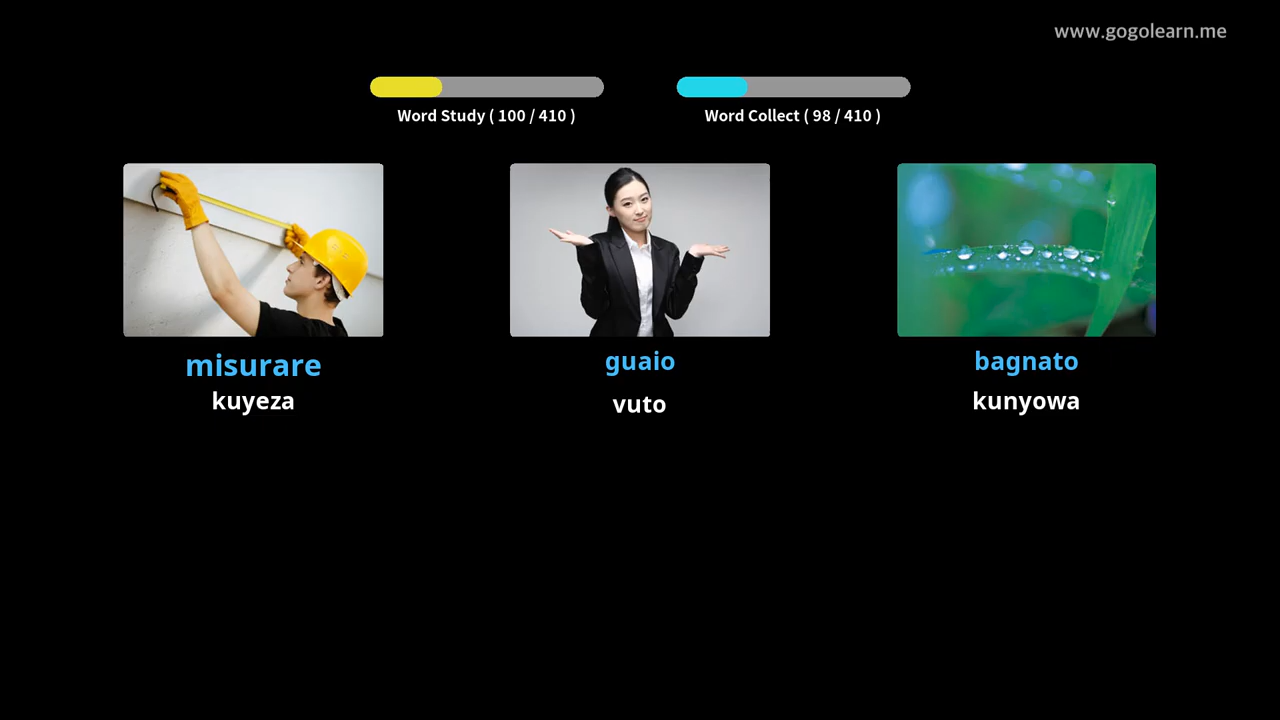 www.gogolearn.me
Word Study ( 100 / 410 )
Word Collect ( 98 / 410 )
misurare
kuyeza
guaio
vuto
bagnato
kunyowa